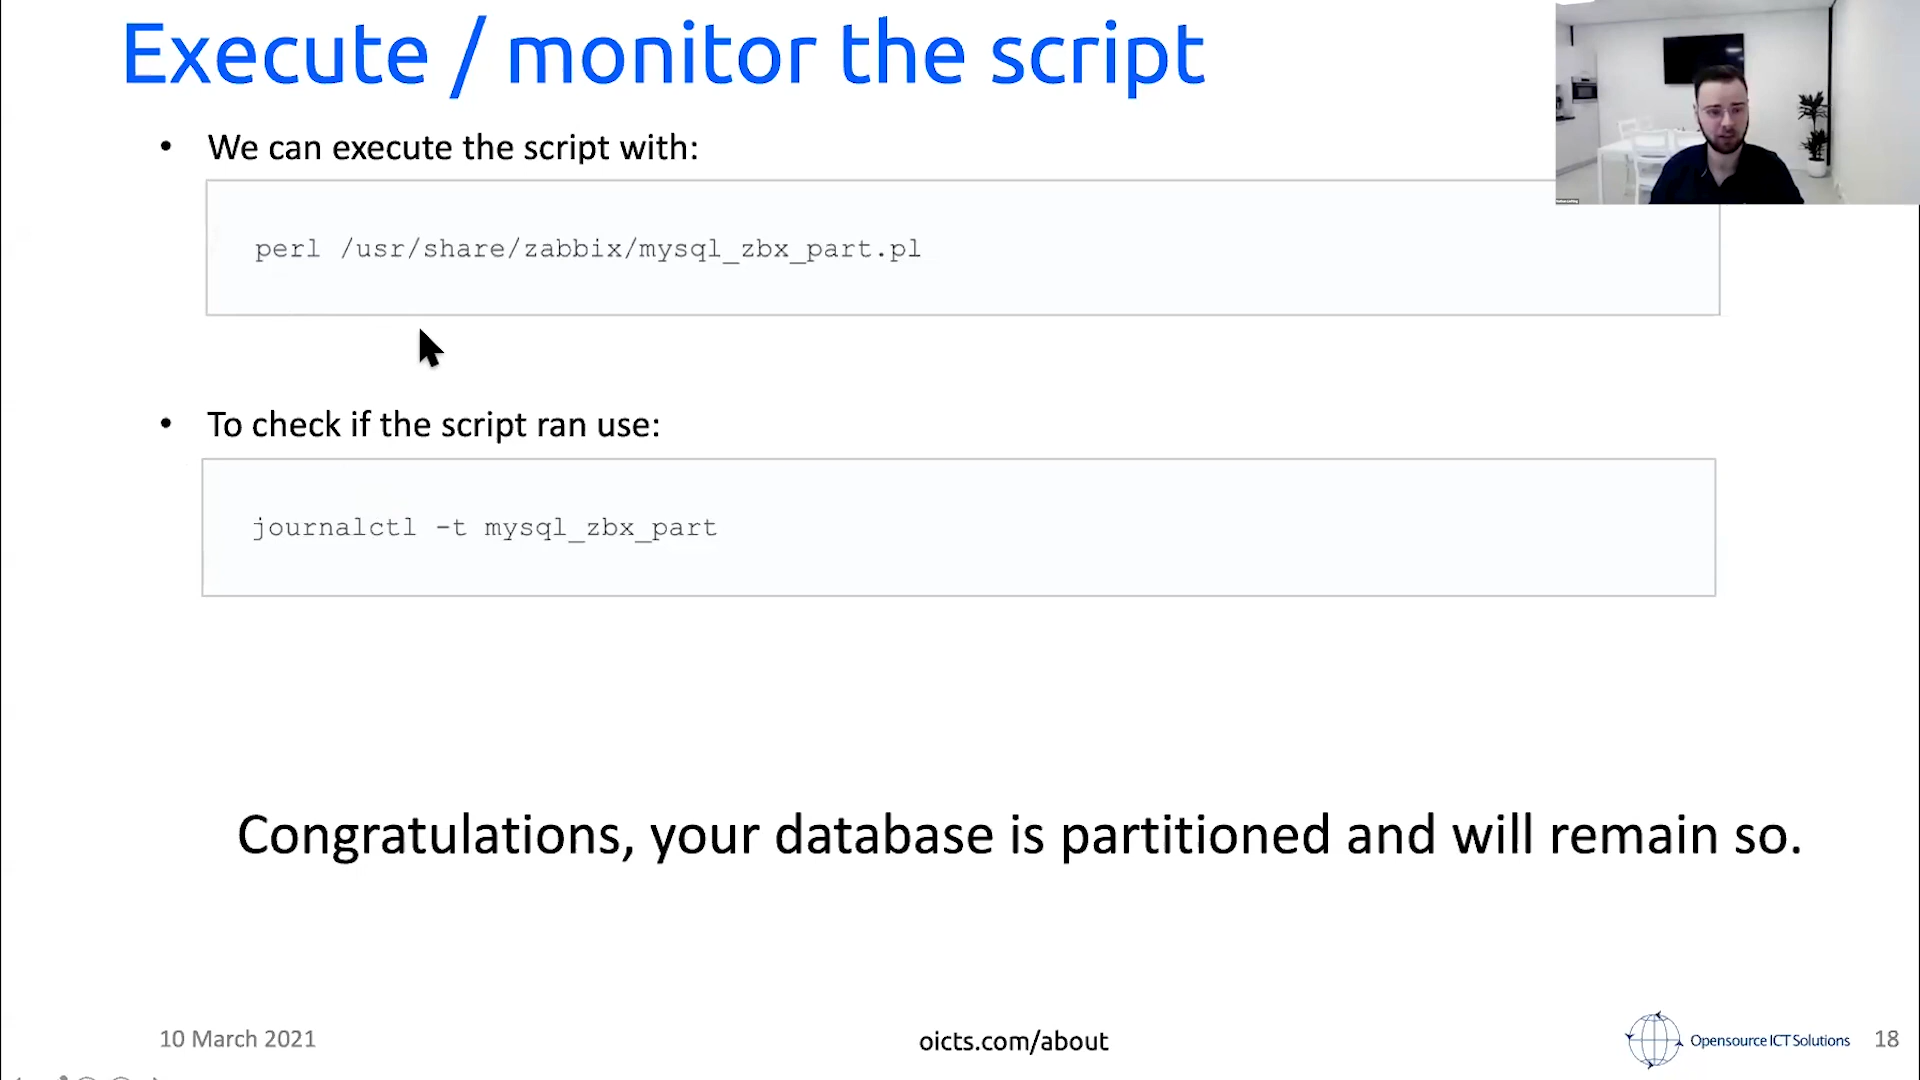 Execute / monitor the script
• We can execute the script with:
perl /usr/share/zabbix/mysql_zbx_part.pl
• To check if the script ran use:
journalctl -t mysql_zbx_part
Congratulations, your database is partitioned and will remain so.
10 March 2021
oicts.com/about
Opensource ICT Solutions
18